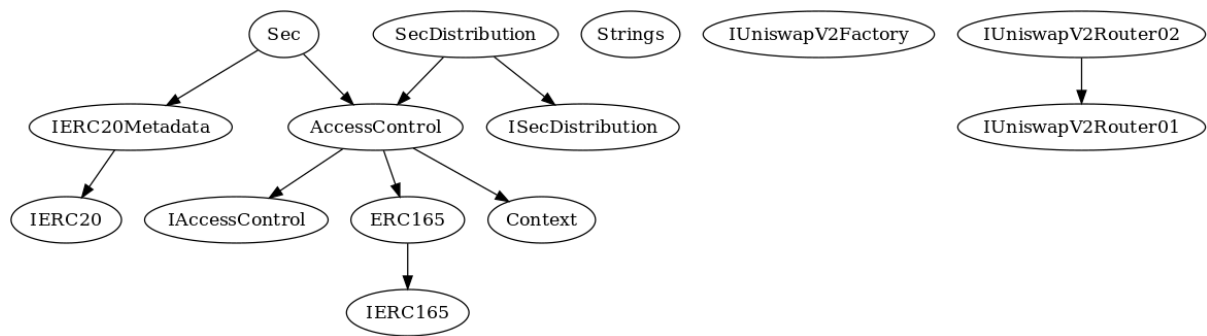 Sec
SecDistribution
Strings
IUniswapV2Factory
IUniswapV2Router02
IERC20Metadata
AccessControl
ISecDistribution
IUniswapV2Router01
IERC20
IAccessControl
ERC165
Context
IERC165